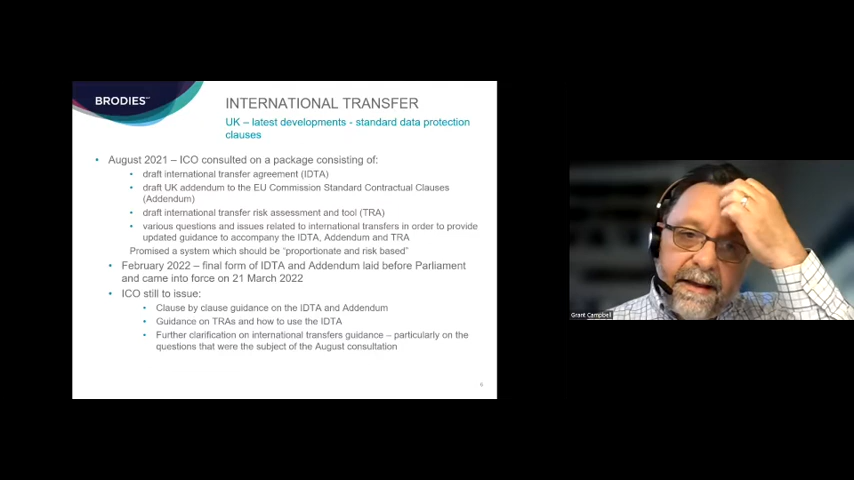 BRODIES LLP
INTERNATIONAL TRANSFER
UK – latest developments - standard data protection
clauses
• August 2021 – ICO consulted on a package consisting of:
• draft international transfer agreement (IDTA)
• draft UK addendum to the EU Commission Standard Contractual Clauses
(Addendum)
• draft international transfer risk assessment and tool (TRA)
• various questions and issues related to international transfers in order to provide
updated guidance to accompany the IDTA, Addendum and TRA
Promised a system which should be “proportionate and risk based”
• February 2022 – final form of IDTA and Addendum laid before Parliament
and came into force on 21 March 2022
• ICO still to issue:
• Clause by clause guidance on the IDTA and Addendum
• Guidance on TRAs and how to use the IDTA
• Further clarification on international transfers guidance – particularly on the
questions that were the subject of the August consultation
6
Grant Campbell